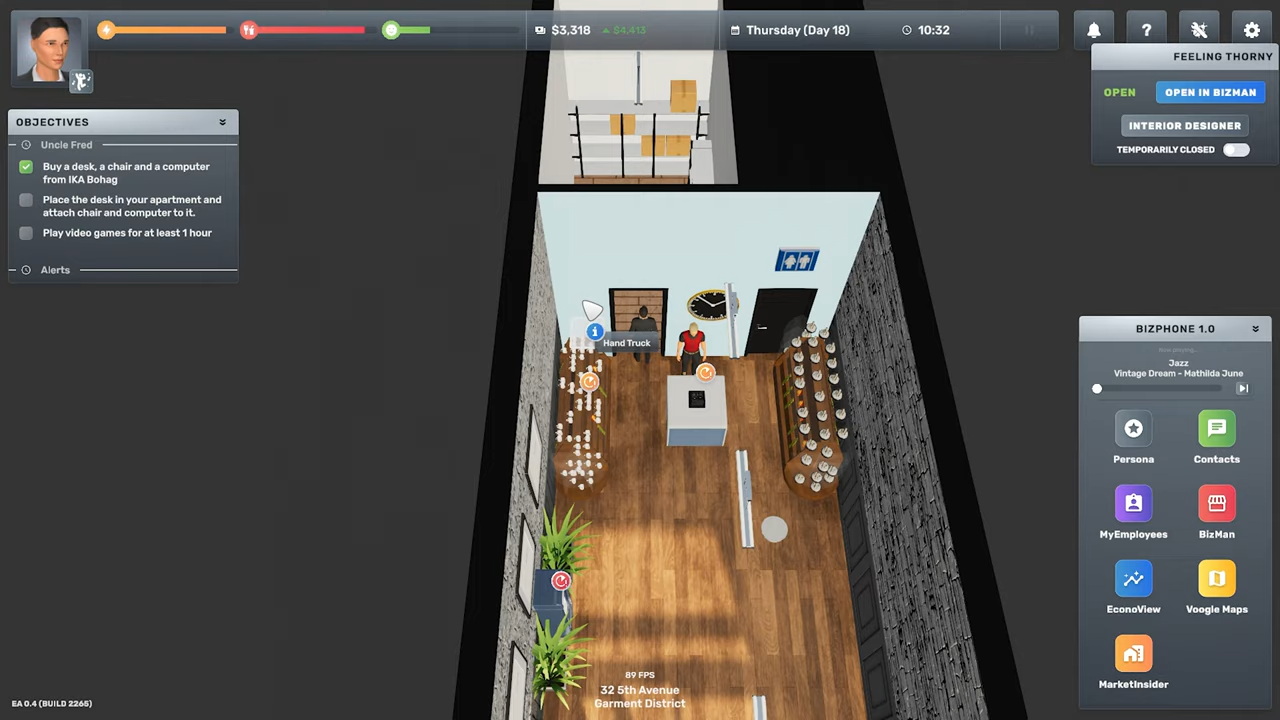 $3,318
$4,413
Thursday (Day 18)
10:32
?
FEELING THORNY
OPEN
OPEN IN BIZMAN
INTERIOR DESIGNER
TEMPORARILY CLOSED
OBJECTIVES
Uncle Fred
Buy a desk, a chair and a computer
from IKA Bohag
Place the desk in your apartment and
attach chair and computer to it.
Play video games for at least 1 hour
Alerts
Hand Truck
BIZPHONE 1.0
Now playing...
Jazz
Vintage Dream - Mathilda June
Persona
Contacts
MyEmployees
BizMan
EconoView
Voogle Maps
MarketInsider
89 FPS
32 5th Avenue
Garment District
EA 0.4 (BUILD 2265)